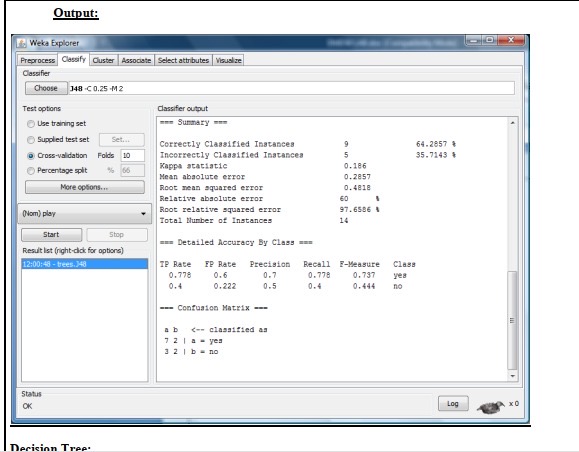 Output:
Weka Explorer
Preprocess Classify Cluster Associate Select attributes Visualize
Classifier
Choose J48 -C 0.25 -M 2
Test options
Use training set
Supplied test set Set...
Cross-validation Folds 10
Percentage split % 66
More options...
(Nom) play
Start Stop
Result list (right-click for options)
12:00:48 - trees.J48
Classifier output
=== Summary ===
Correctly Classified Instances 9 64.2857 %
Incorrectly Classified Instances 5 35.7143 %
Kappa statistic 0.186
Mean absolute error 0.2857
Root mean squared error 0.4818
Relative absolute error 60 %
Root relative squared error 97.6586 %
Total Number of Instances 14
=== Detailed Accuracy By Class ===
TP Rate FP Rate Precision Recall F-Measure Class
0.778 0.6 0.7 0.778 0.737 yes
0.4 0.222 0.5 0.4 0.444 no
=== Confusion Matrix ===
a b <-- classified as
7 2 | a = yes
3 2 | b = no
Status
OK
Log x 0
Decision Tree: